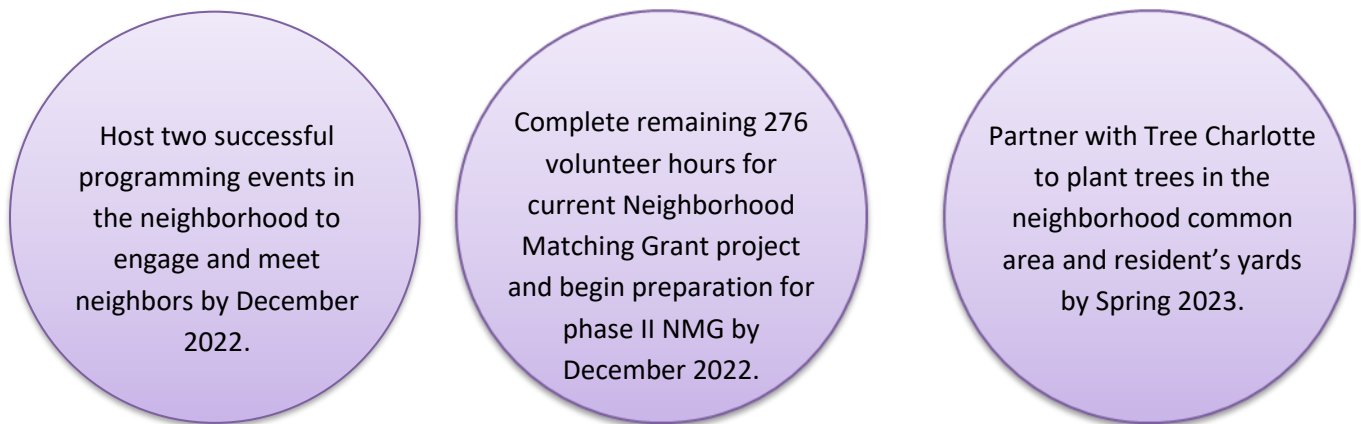 Host two successful
programming events in
the neighborhood to
engage and meet
neighbors by December
2022.
Complete remaining 276
volunteer hours for
current Neighborhood
Matching Grant project
and begin preparation for
phase II NMG by
December 2022.
Partner with Tree Charlotte
to plant trees in the
neighborhood common
area and resident’s yards
by Spring 2023.